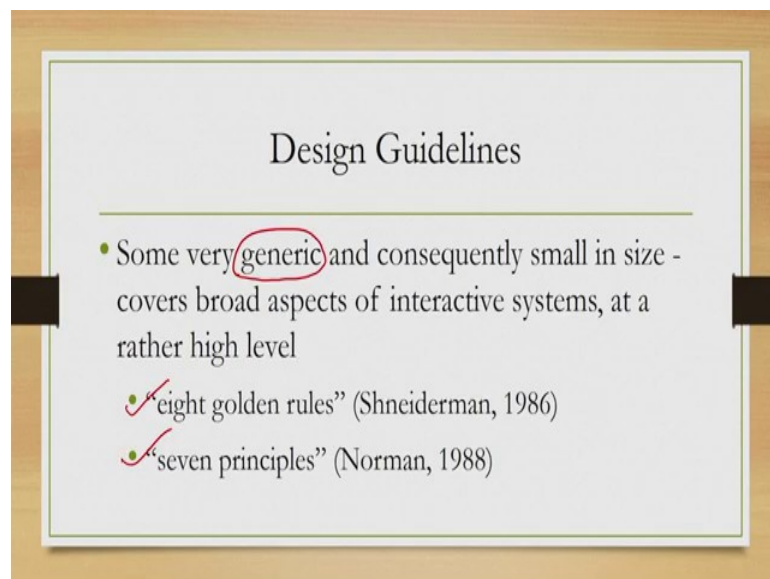 Design Guidelines
• Some very generic and consequently small in size -
covers broad aspects of interactive systems, at a
rather high level
• “eight golden rules” (Shneiderman, 1986)
• “seven principles” (Norman, 1988)